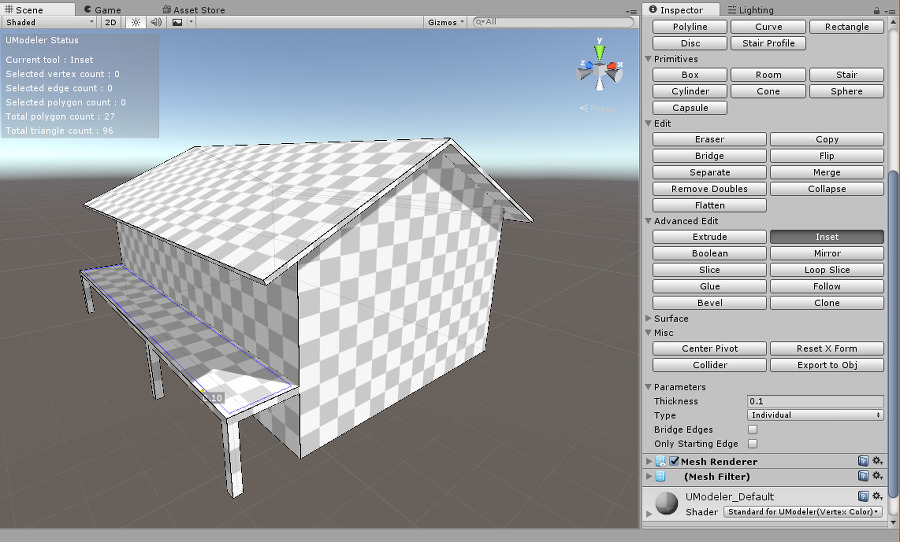 Scene
Game
Asset Store
Shaded
2D
Gizmos
All
UModeler Status
Current tool : Inset
Selected vertex count : 0
Selected edge count : 0
Selected polygon count : 0
Total polygon count : 27
Total triangle count : 96
y
z
x
Persp
0.10
Inspector
Lighting
Polyline
Curve
Rectangle
Disc
Stair Profile
Primitives
Box
Room
Stair
Cylinder
Cone
Sphere
Capsule
Edit
Eraser
Copy
Bridge
Flip
Separate
Merge
Remove Doubles
Collapse
Flatten
Advanced Edit
Extrude
Inset
Boolean
Mirror
Slice
Loop Slice
Glue
Follow
Bevel
Clone
Surface
Misc
Center Pivot
Reset X Form
Collider
Export to Obj
Parameters
Thickness
0.1
Type
Individual
Bridge Edges
Only Starting Edge
Mesh Renderer
(Mesh Filter)
UModeler_Default
Shader
Standard for UModeler(Vertex Color)